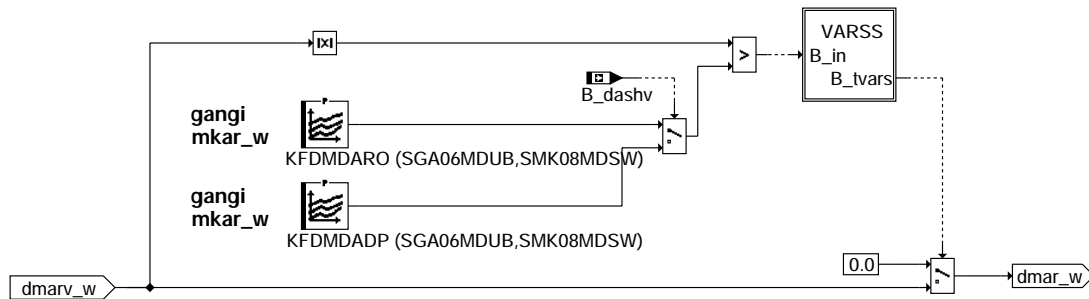 VARSS
|x|
>
B_in
B_tvars
B_dashv
P
gangi
mkar_w
KFDMDARO (SGA06MDUB,SMK08MDSW)
P
gangi
mkar_w
KFDMDADP (SGA06MDUB,SMK08MDSW)
0.0
dmarv_w
dmar_w